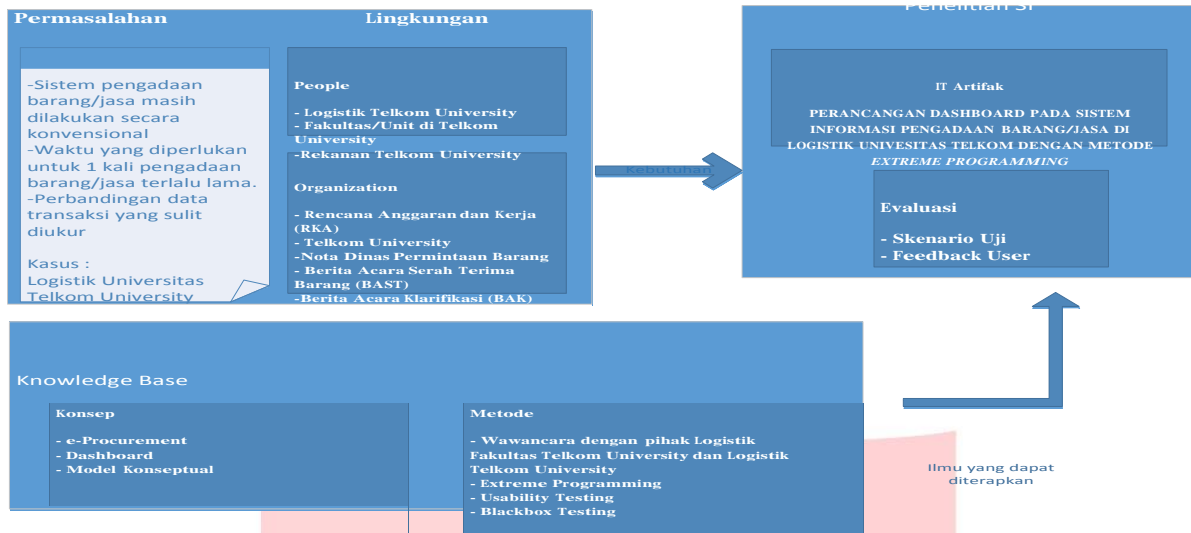 Permasalahan
Lingkungan
-Sistem pengadaan
barang/jasa masih
dilakukan secara
konvensional
-Waktu yang diperlukan
untuk 1 kali pengadaan
barang/jasa terlalu lama.
-Perbandingan data
transaksi yang sulit
diukur
Kasus :
Logistik Universitas
Telkom University
People
- Logistik Telkom University
- Fakultas/Unit di Telkom
University
-Rekanan Telkom University
Organization
- Rencana Anggaran dan Kerja
(RKA)
- Telkom University
-Nota Dinas Permintaan Barang
- Berita Acara Serah Terima
Barang (BAST)
-Berita Acara Klarifikasi (BAK)
Kebutuhan
Penelitian SI
IT Artifak
PERANCANGAN DASHBOARD PADA SISTEM
INFORMASI PENGADAAN BARANG/JASA DI
LOGISTIK UNIVESITAS TELKOM DENGAN METODE
EXTREME PROGRAMMING
Evaluasi
- Skenario Uji
- Feedback User
Knowledge Base
Konsep
- e-Procurement
- Dashboard
- Model Konseptual
Metode
- Wawancara dengan pihak Logistik
Fakultas Telkom University dan Logistik
Telkom University
- Extreme Programming
- Usability Testing
- Blackbox Testing
Ilmu yang dapat
diterapkan